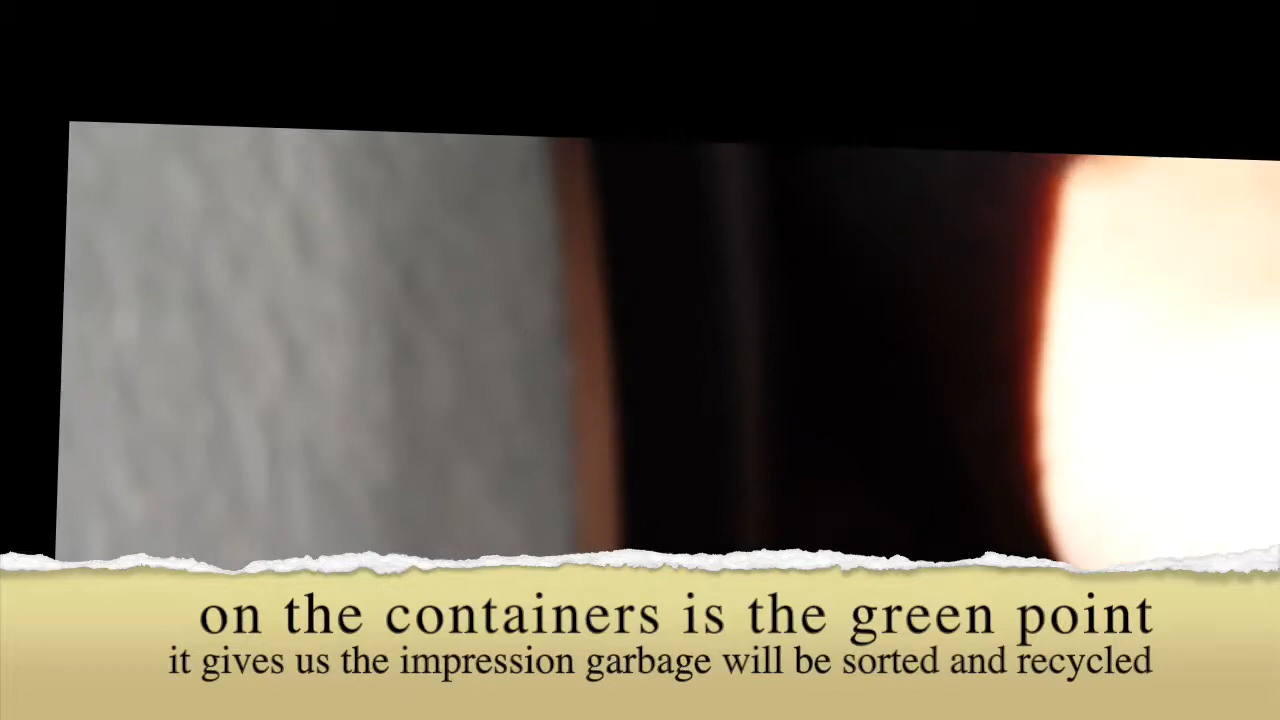 on the containers is the green point
it gives us the impression garbage will be sorted and recycled